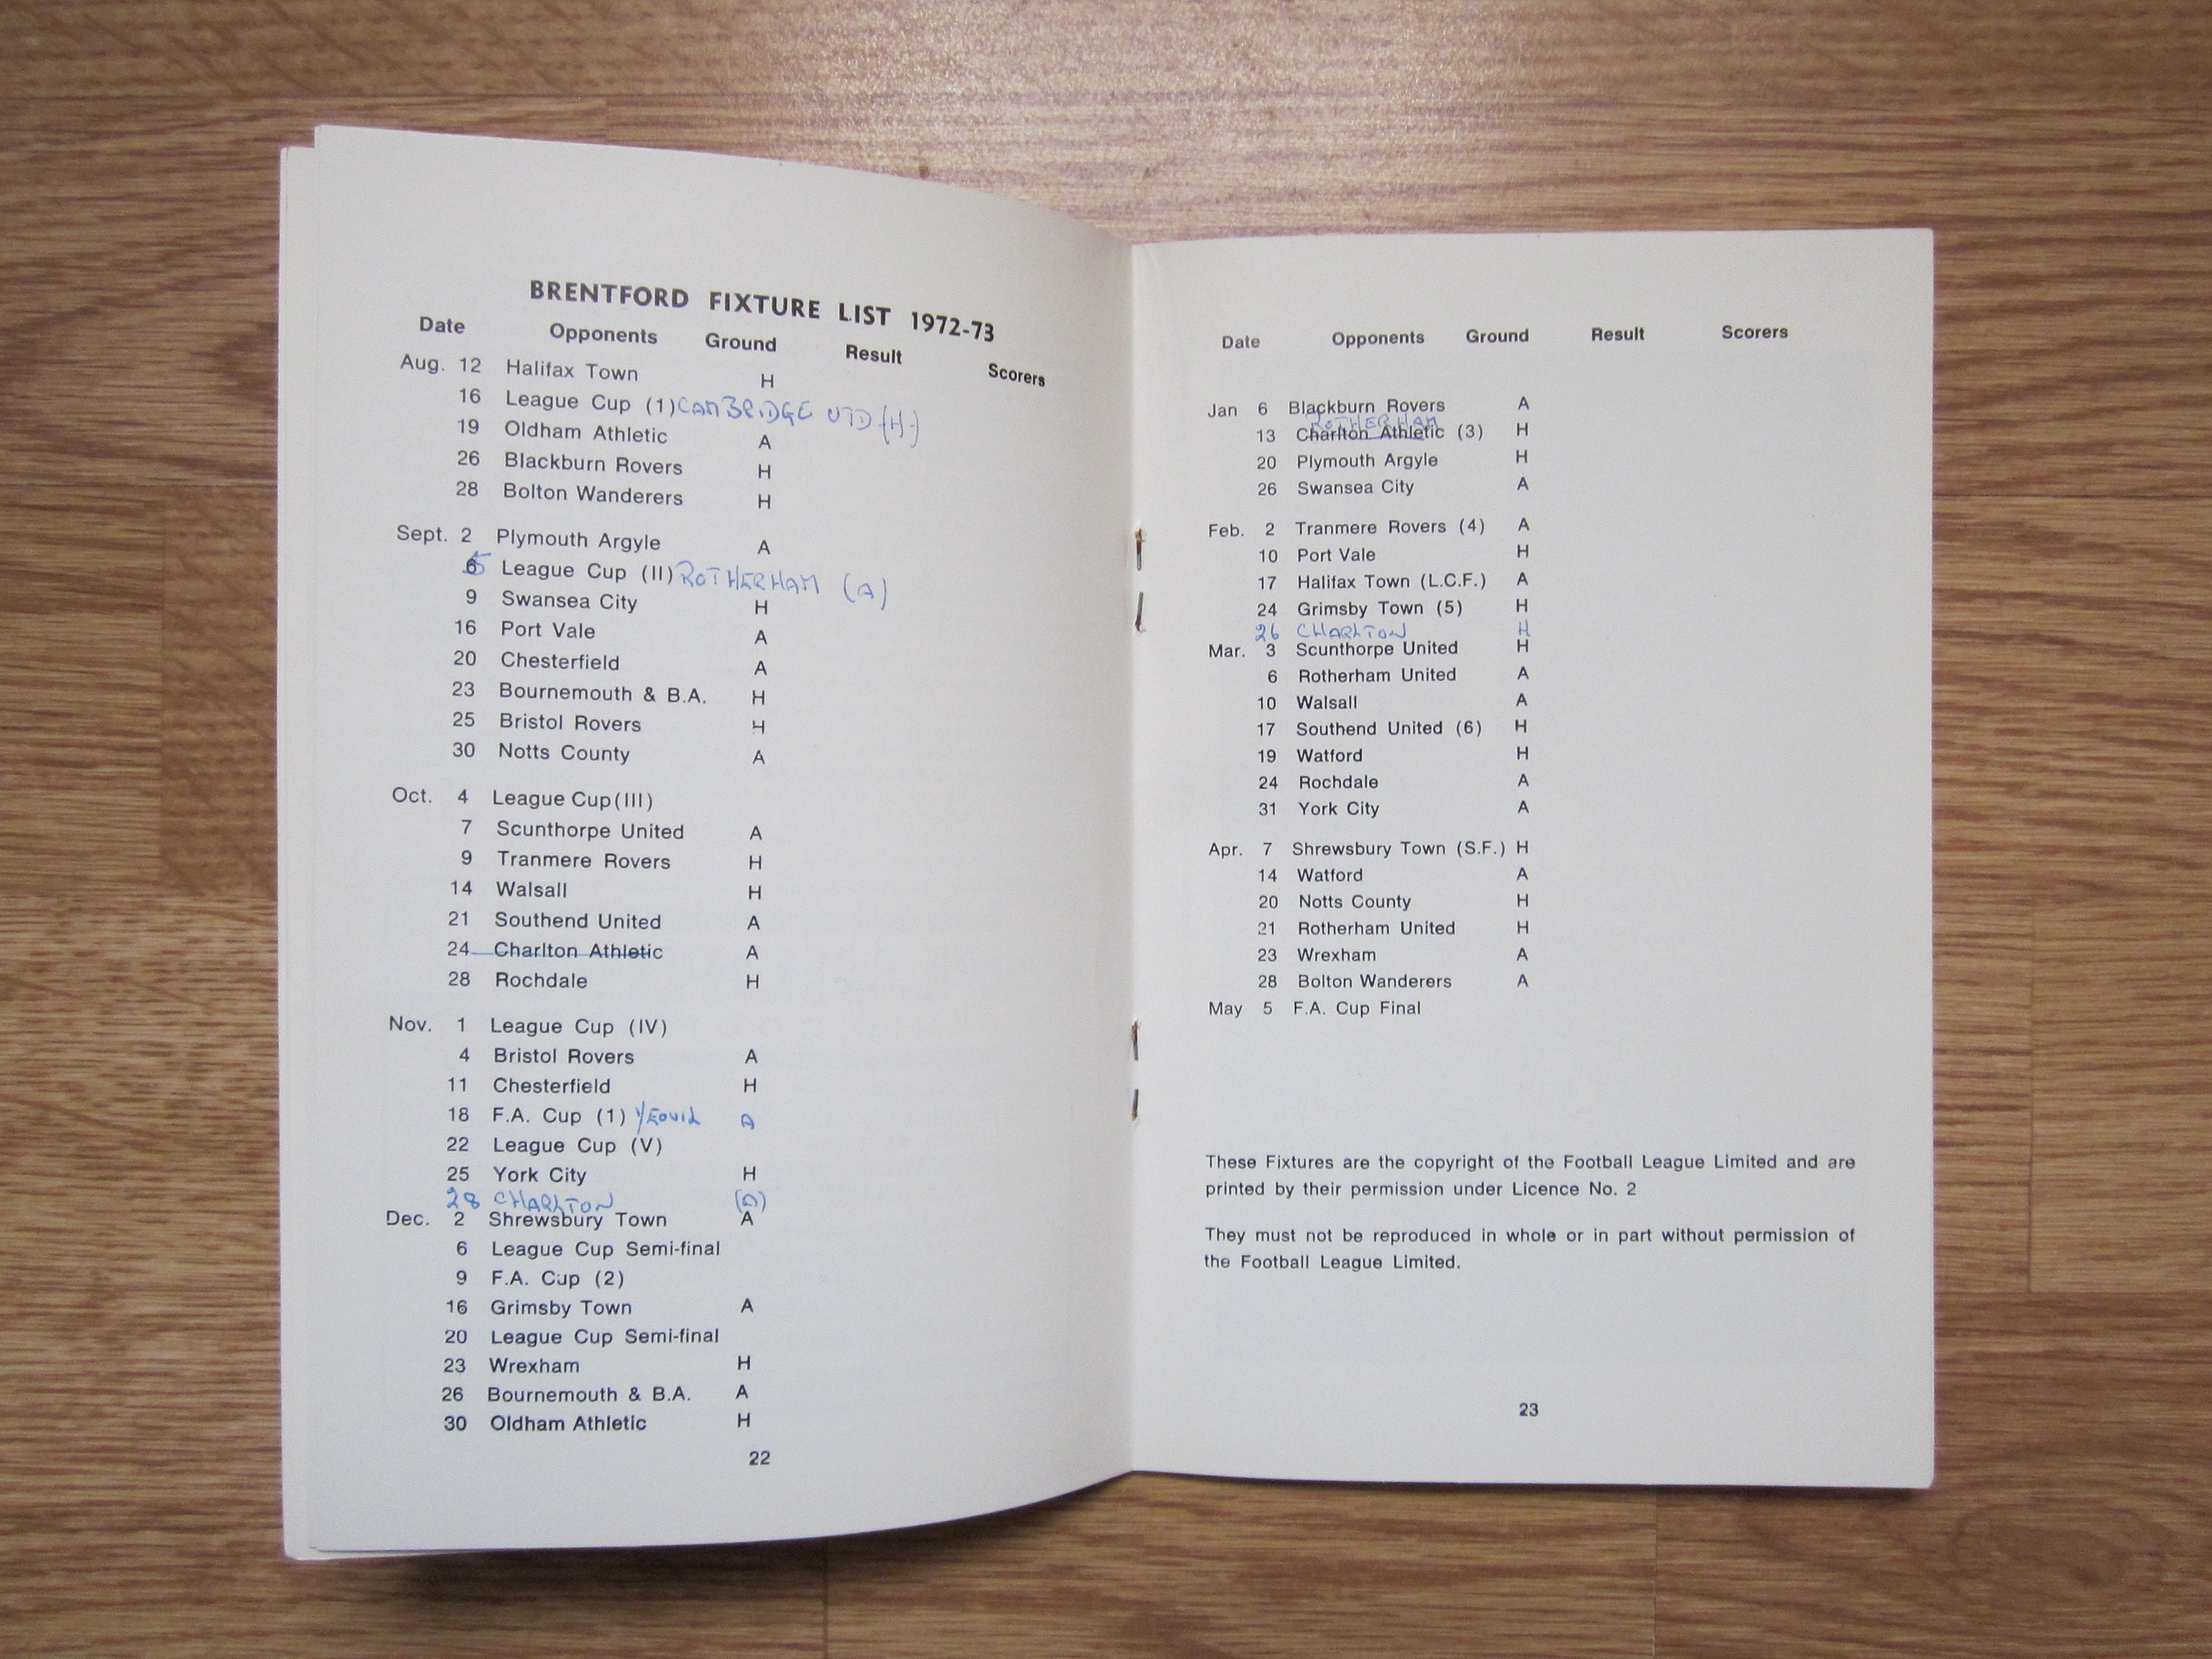 BRENTFORD FIXTURE LIST 1972-73
Date Opponents Ground Result Scorers
Aug. 12 Halifax Town H
16 League Cup (1) CAMBRIDGE UTD (H)
19 Oldham Athletic A
26 Blackburn Rovers H
28 Bolton Wanderers H
Sept. 2 Plymouth Argyle A
5 League Cup (II) ROTHERHAM (A)
9 Swansea City H
16 Port Vale A
20 Chesterfield A
23 Bournemouth & B.A. H
25 Bristol Rovers H
30 Notts County A
Oct. 4 League Cup (III)
7 Scunthorpe United A
9 Tranmere Rovers H
14 Walsall H
21 Southend United A
24 Charlton Athletic A
28 Rochdale H
Nov. 1 League Cup (IV)
4 Bristol Rovers A
11 Chesterfield H
18 F.A. Cup (1) YEOVIL A
22 League Cup (V)
25 York City H
28 CHARLTON (A)
Dec. 2 Shrewsbury Town A
6 League Cup Semi-final
9 F.A. Cup (2)
16 Grimsby Town A
20 League Cup Semi-final
23 Wrexham H
26 Bournemouth & B.A. A
30 Oldham Athletic H
22
Date Opponents Ground Result Scorers
Jan 6 Blackburn Rovers A
ROTHERHAM
13 Charlton Athletic (3) H
20 Plymouth Argyle H
26 Swansea City A
Feb. 2 Tranmere Rovers (4) A
10 Port Vale H
17 Halifax Town (L.C.F.) A
24 Grimsby Town (5) H
26 CHARLTON H
Mar. 3 Scunthorpe United H
6 Rotherham United A
10 Walsall A
17 Southend United (6) H
19 Watford H
24 Rochdale A
31 York City A
Apr. 7 Shrewsbury Town (S.F.) H
14 Watford A
20 Notts County H
21 Rotherham United H
23 Wrexham A
28 Bolton Wanderers A
May 5 F.A. Cup Final
These Fixtures are the copyright of the Football League Limited and are
printed by their permission under Licence No. 2
They must not be reproduced in whole or in part without permission of
the Football League Limited.
23